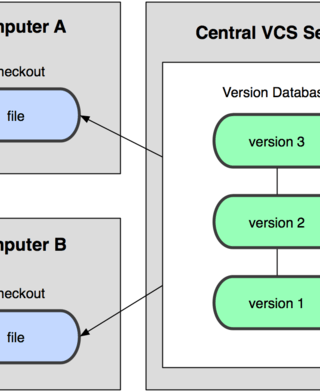 mputer A
heckout
file
mputer B
heckout
file
Central VCS Se
Version Databas
version 3
version 2
version 1